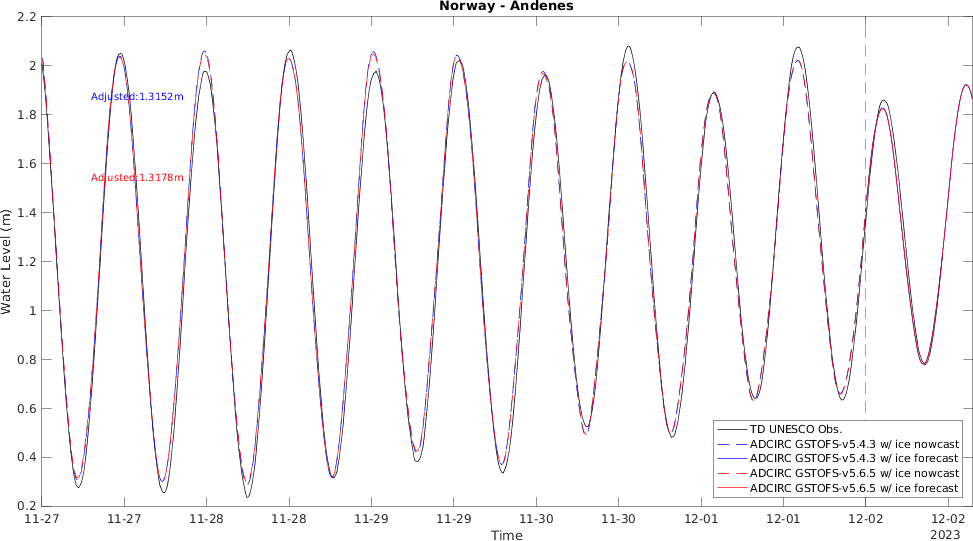 Norway - Andenes
2.2
2
1.8
1.6
1.4
1.2
1
0.8
0.6
0.4
0.2
Water Level (m)
Adjusted:1.3152m
Adjusted:1.3178m
TD UNESCO Obs.
ADCIRC GSTOFS-v5.4.3 w/ ice nowcast
ADCIRC GSTOFS-v5.4.3 w/ ice forecast
ADCIRC GSTOFS-v5.6.5 w/ ice nowcast
ADCIRC GSTOFS-v5.6.5 w/ ice forecast
11-27 11-27 11-28 11-28 11-29 11-29 11-30 11-30 12-01 12-01 12-02 12-02
Time
2023